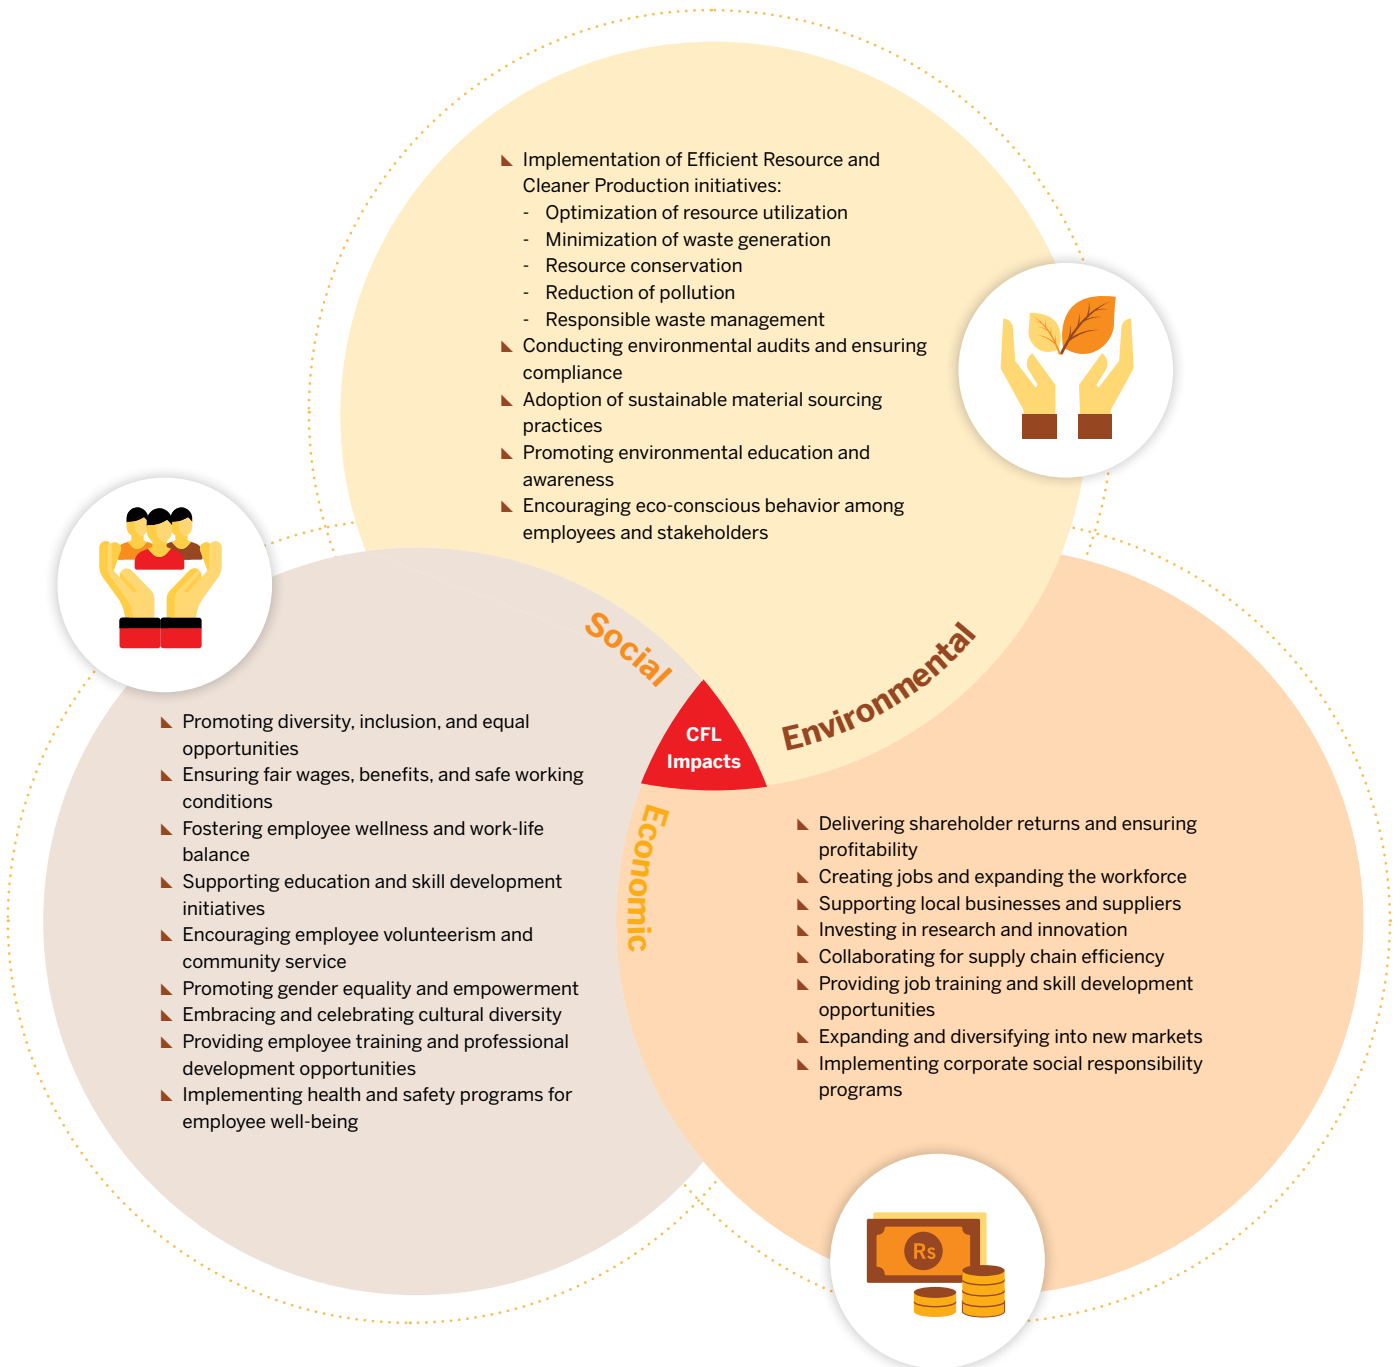 Implementation of Efficient Resource and
Cleaner Production initiatives:
- Optimization of resource utilization
- Minimization of waste generation
- Resource conservation
- Reduction of pollution
- Responsible waste management
Conducting environmental audits and ensuring
compliance
Adoption of sustainable material sourcing
practices
Promoting environmental education and
awareness
Encouraging eco-conscious behavior among
employees and stakeholders
Social
Environmental
CFL
Impacts
Economic
Promoting diversity, inclusion, and equal
opportunities
Ensuring fair wages, benefits, and safe working
conditions
Fostering employee wellness and work-life
balance
Supporting education and skill development
initiatives
Encouraging employee volunteerism and
community service
Promoting gender equality and empowerment
Embracing and celebrating cultural diversity
Providing employee training and professional
development opportunities
Implementing health and safety programs for
employee well-being
Delivering shareholder returns and ensuring
profitability
Creating jobs and expanding the workforce
Supporting local businesses and suppliers
Investing in research and innovation
Collaborating for supply chain efficiency
Providing job training and skill development
opportunities
Expanding and diversifying into new markets
Implementing corporate social responsibility
programs
Rs